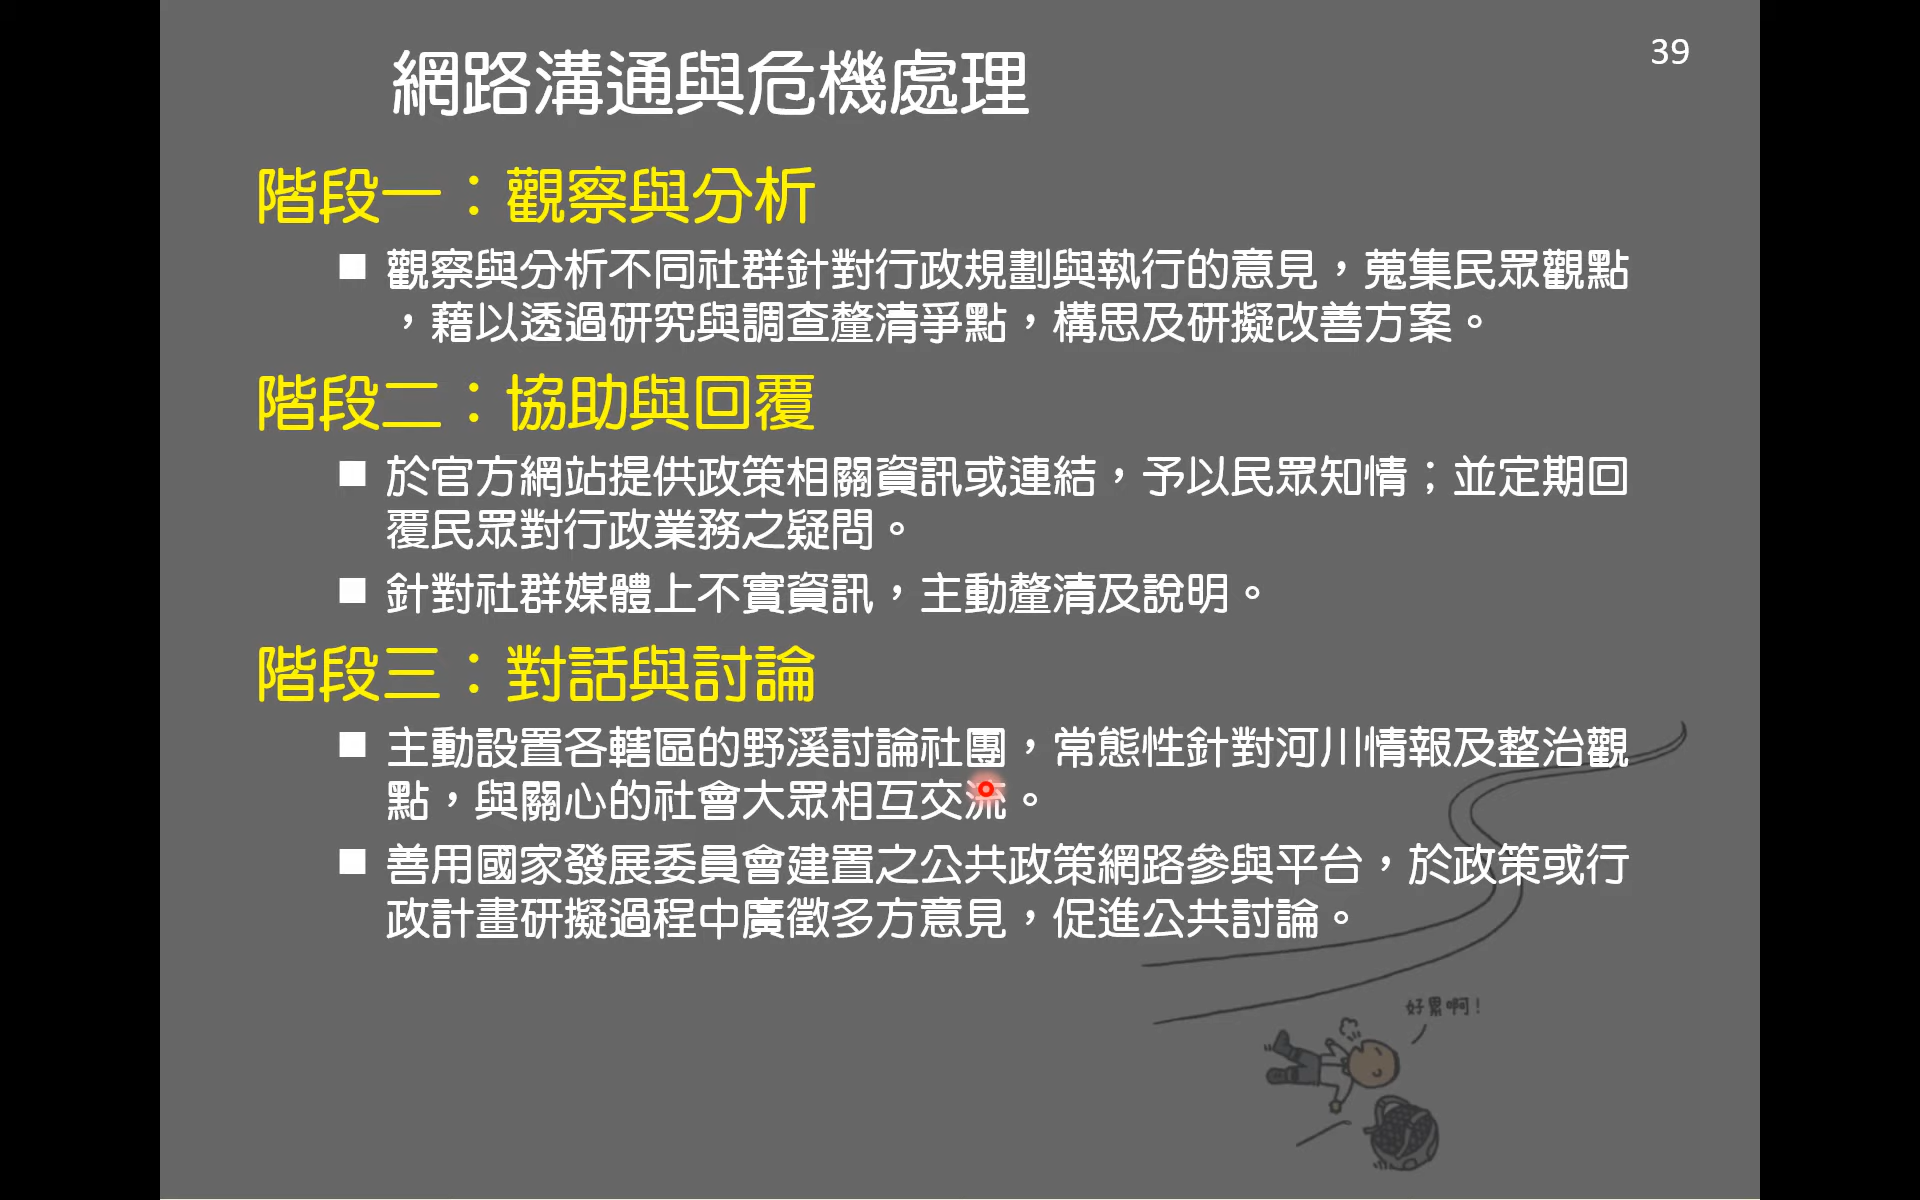 39
網路溝通與危機處理
階段一：觀察與分析
■ 觀察與分析不同社群針對行政規劃與執行的意見，蒐集民眾觀點
，藉以透過研究與調查釐清爭點，構思及研擬改善方案。
階段二：協助與回覆
■ 於官方網站提供政策相關資訊或連結，予以民眾知情；並定期回
覆民眾對行政業務之疑問。
■ 針對社群媒體上不實資訊，主動釐清及說明。
階段三：對話與討論
■ 主動設置各轄區的野溪討論社團，常態性針對河川情報及整治觀
點，與關心的社會大眾相互交流。
■ 善用國家發展委員會建置之公共政策網路參與平台，於政策或行
政計畫研擬過程中廣徵多方意見，促進公共討論。
好累啊！